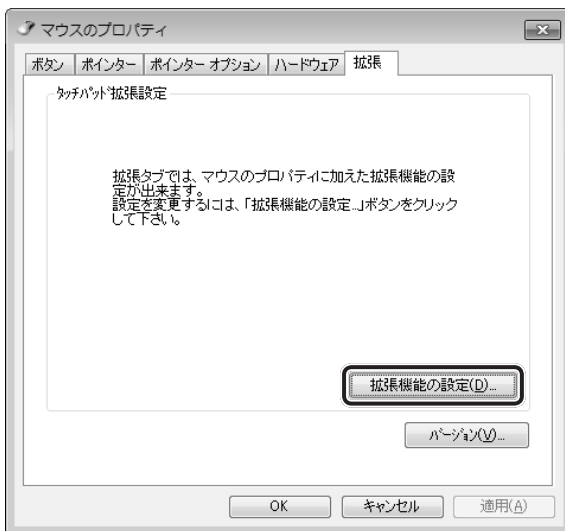 マウスのプロパティ
ボタン ポインター ポインター オプション ハードウェア 拡張
ﾀｯﾁﾊﾟｯﾄﾞ拡張設定
拡張タブでは、マウスのプロパティに加えた拡張機能の設
定が出来ます。
設定を変更するには、「拡張機能の設定...」ボタンをクリック
して下さい。
拡張機能の設定(D)...
ﾊﾞｰｼﾞｮﾝ(V)...
OK キャンセル 適用(A)